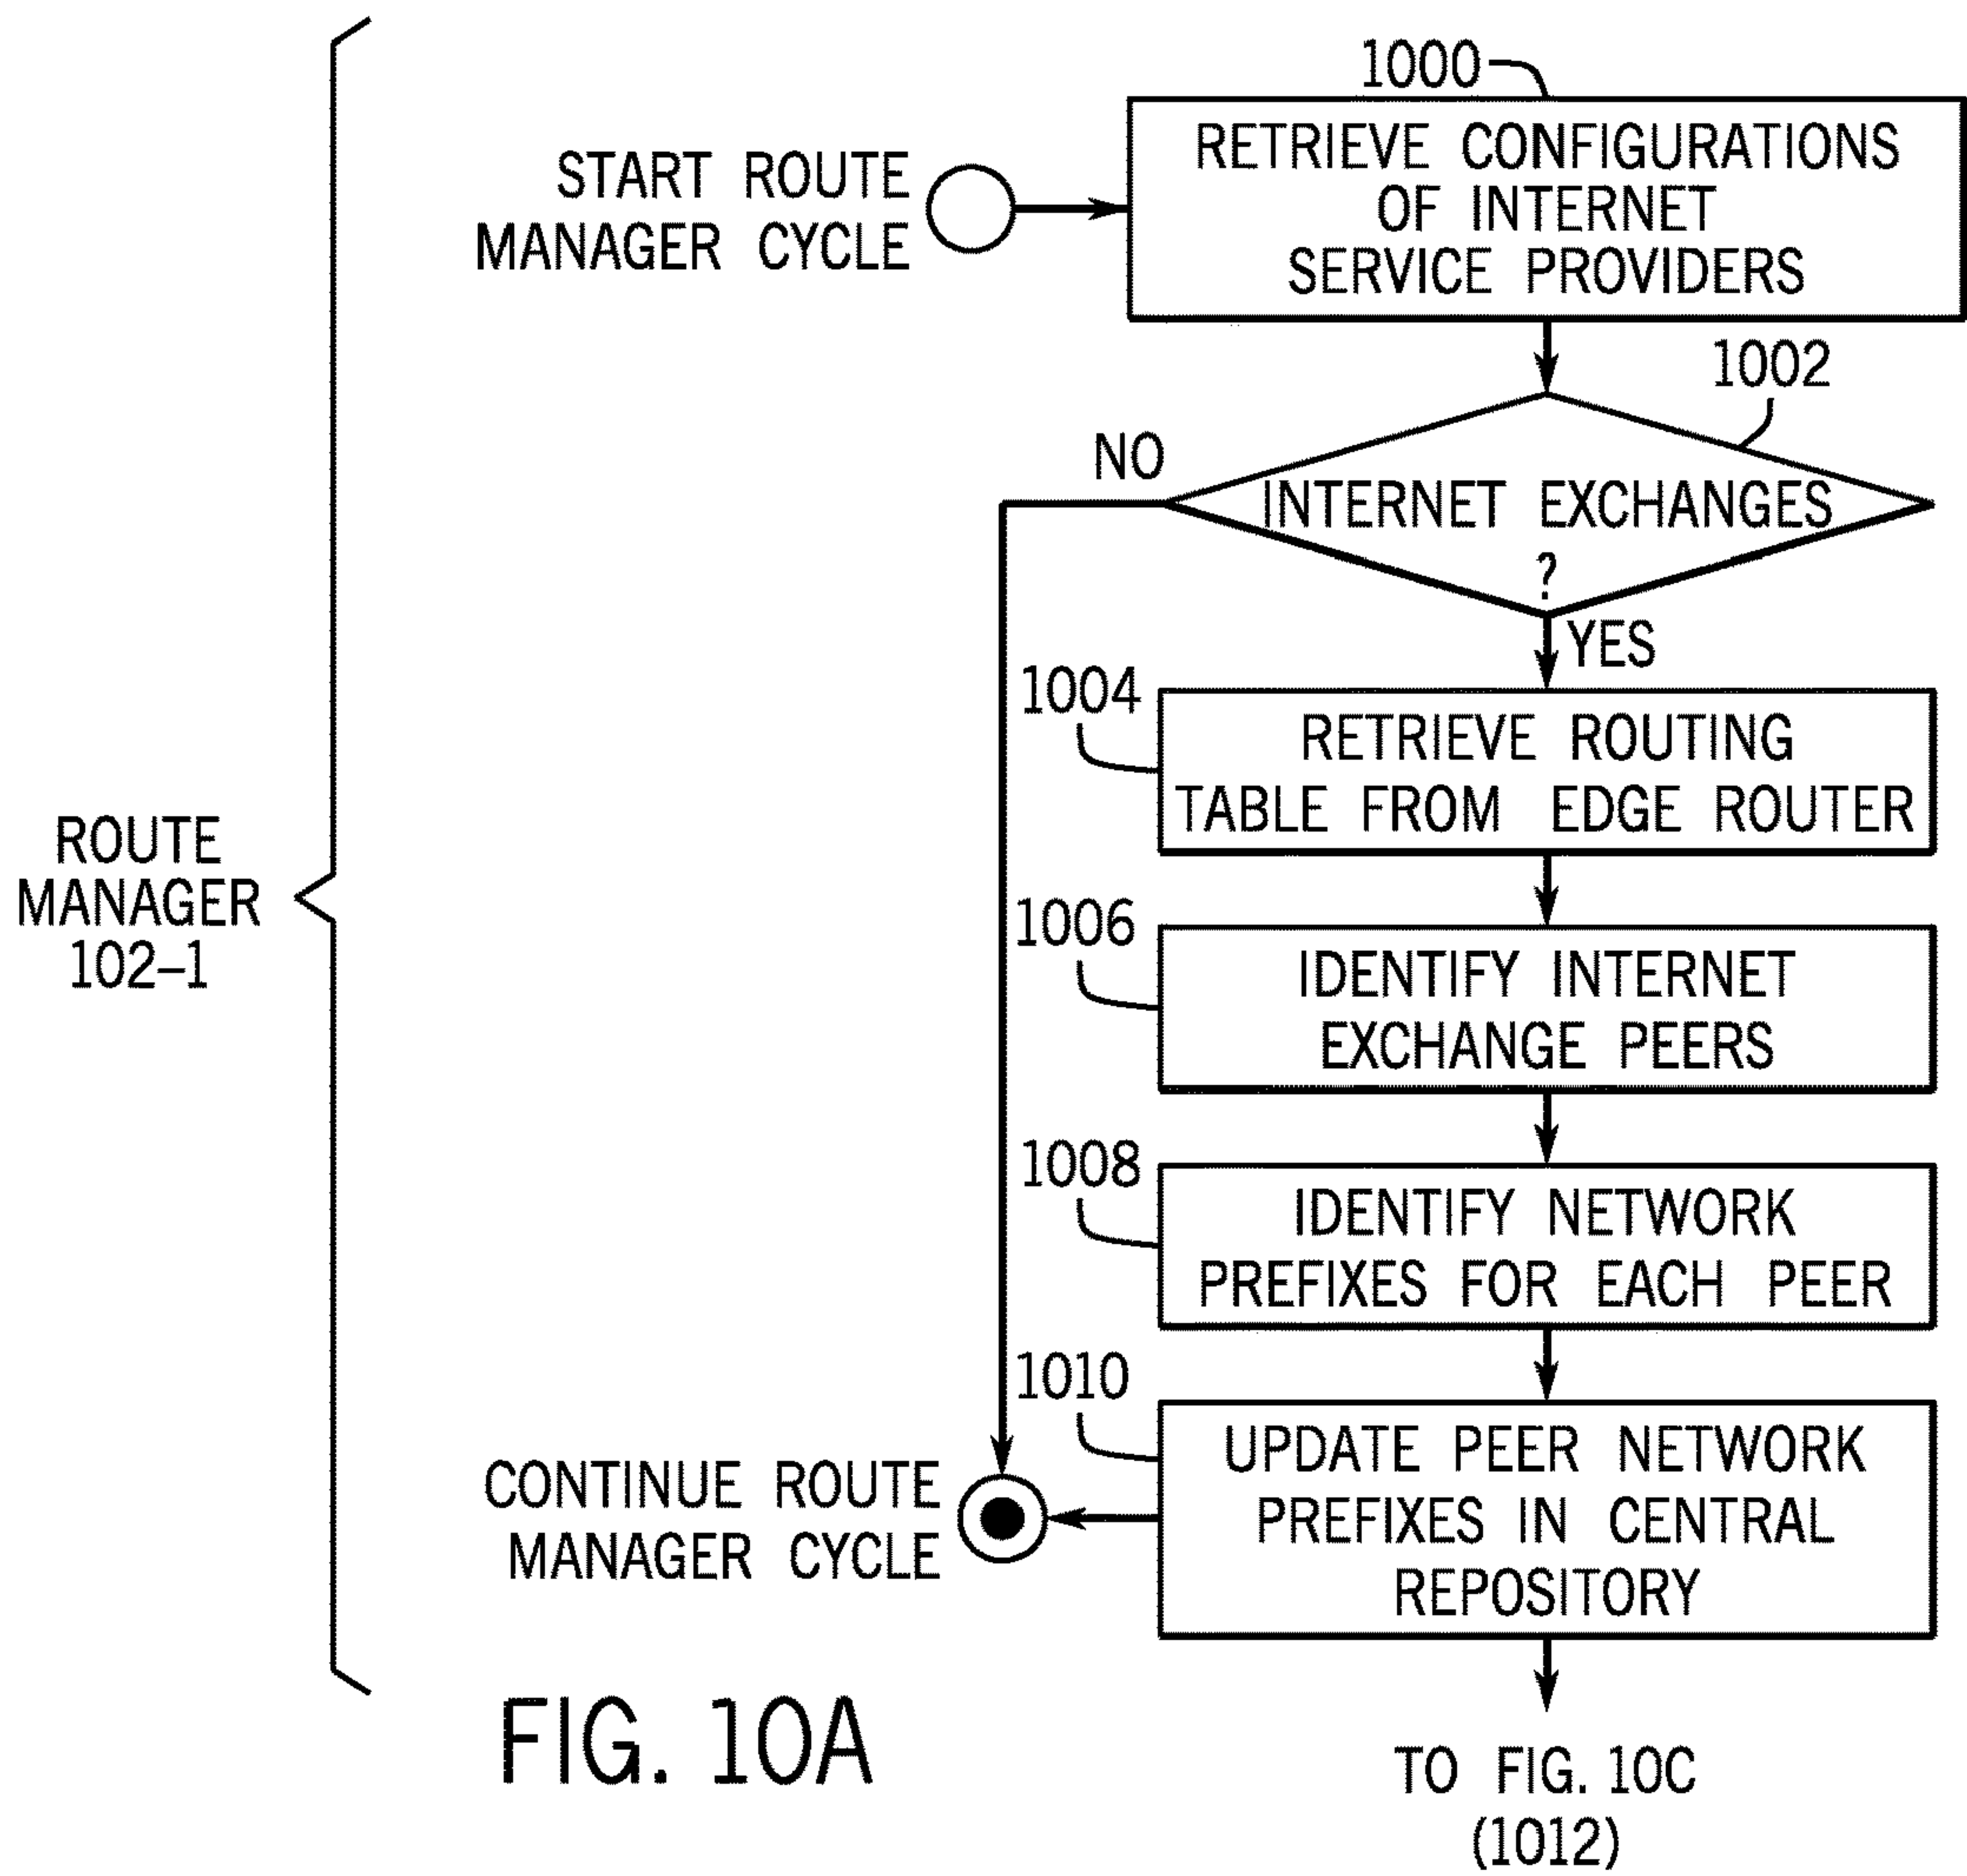 1000
START ROUTE
MANAGER CYCLE
RETRIEVE CONFIGURATIONS
OF INTERNET
SERVICE PROVIDERS
1002
NO
INTERNET EXCHANGES
?
YES
1004
RETRIEVE ROUTING
TABLE FROM EDGE ROUTER
ROUTE
MANAGER
102–1
1006
IDENTIFY INTERNET
EXCHANGE PEERS
1008
IDENTIFY NETWORK
PREFIXES FOR EACH PEER
1010
UPDATE PEER NETWORK
PREFIXES IN CENTRAL
REPOSITORY
CONTINUE ROUTE
MANAGER CYCLE
FIG. 10A
TO FIG. 10C
(1012)